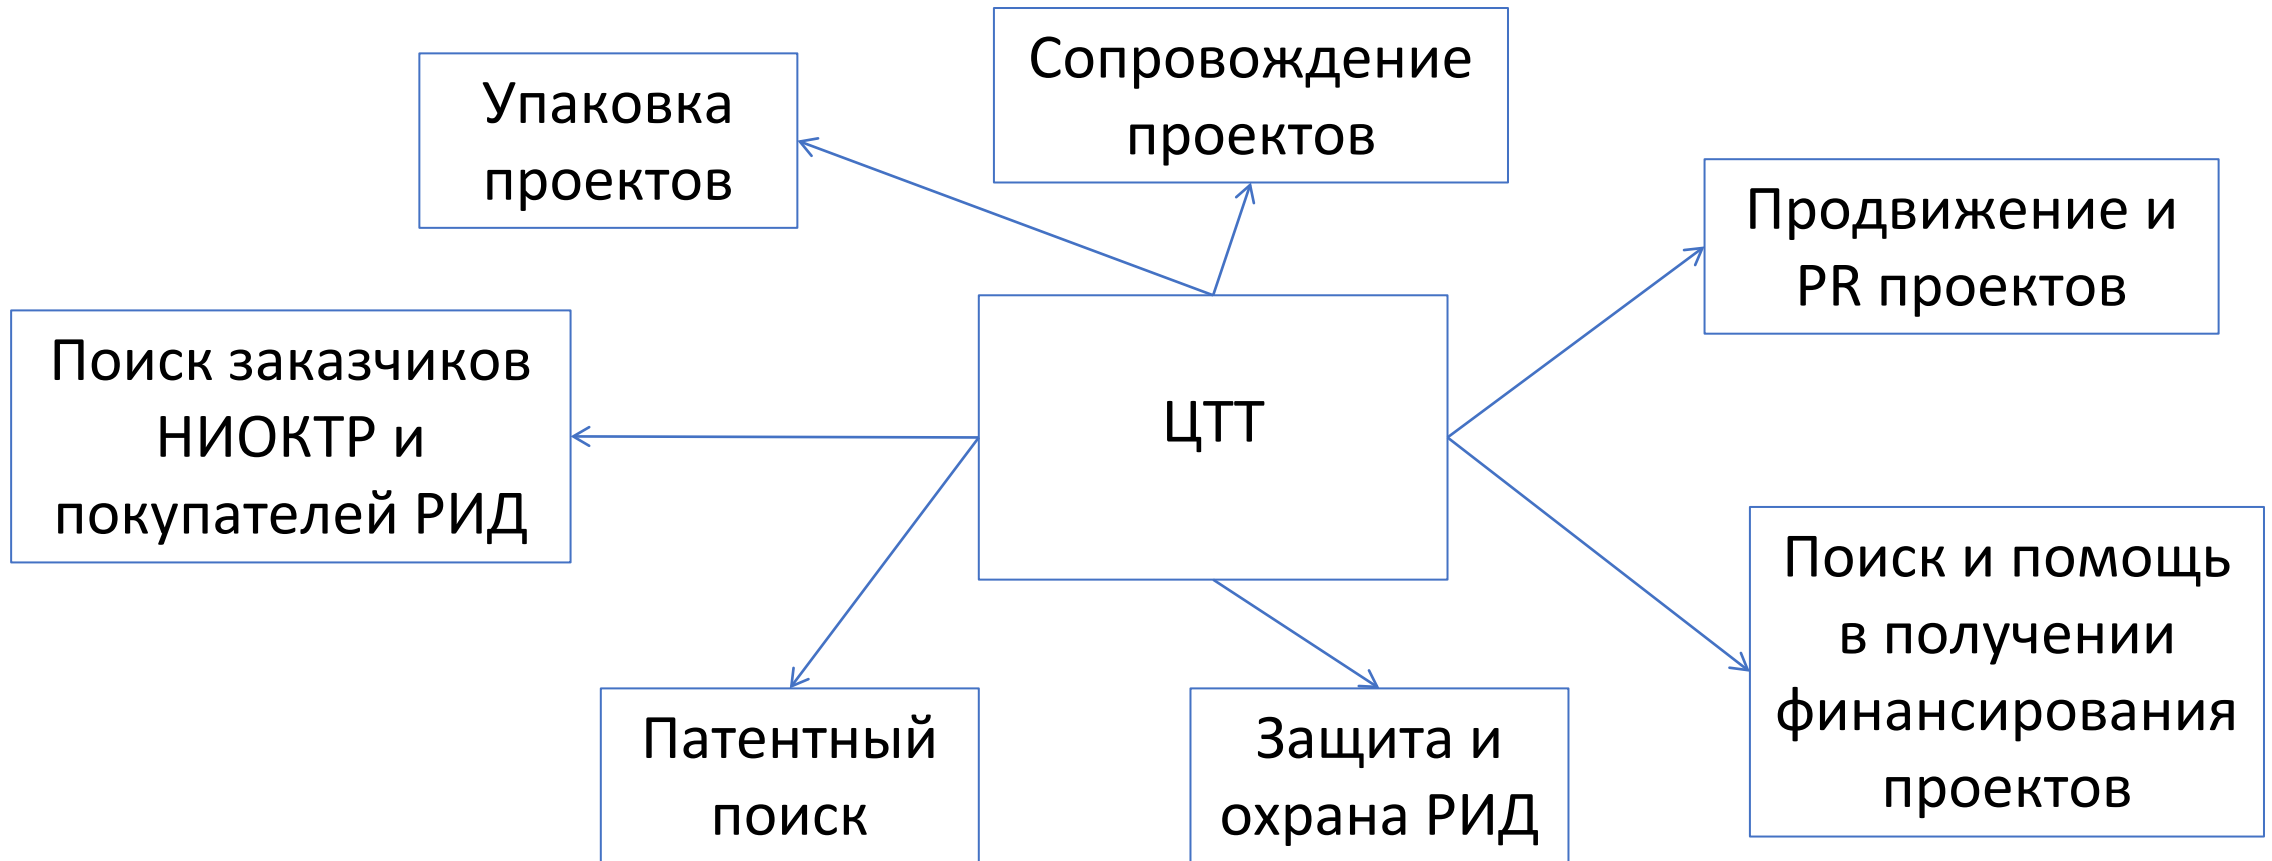 Сопровождение
проектов
Упаковка
проектов
Продвижение и
PR проектов
Поиск заказчиков
НИОКТР и
покупателей РИД
ЦТТ
Поиск и помощь
в получении
финансирования
проектов
Патентный
поиск
Защита и
охрана РИД